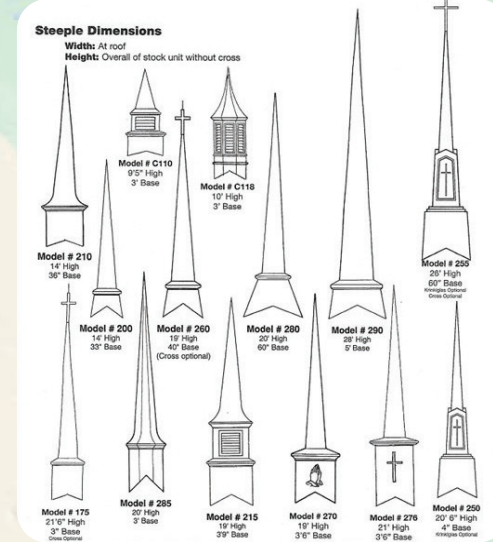 Steeple Dimensions
Width: At roof
Height: Overall of stock unit without cross
Model # C110
9'5" High
3' Base
Model # C118
10' High
3' Base
Model # 210
14' High
36" Base
Model # 255
26' High
60" Base
Krinklglas Optional
Cross Optional
Model # 200
14' High
33" Base
Model # 260
19' High
40" Base
(Cross optional)
Model # 280
20' High
60" Base
Model # 290
28' High
5' Base
Model # 175
21'6" High
3" Base
Cross Optional
Model # 285
20' High
3' Base
Model # 215
19' High
3'9" Base
Model # 270
19' High
3'6" Base
Model # 276
21' High
3'6" Base
Model # 250
20' 6" High
4" Base
Krinklglas Optional